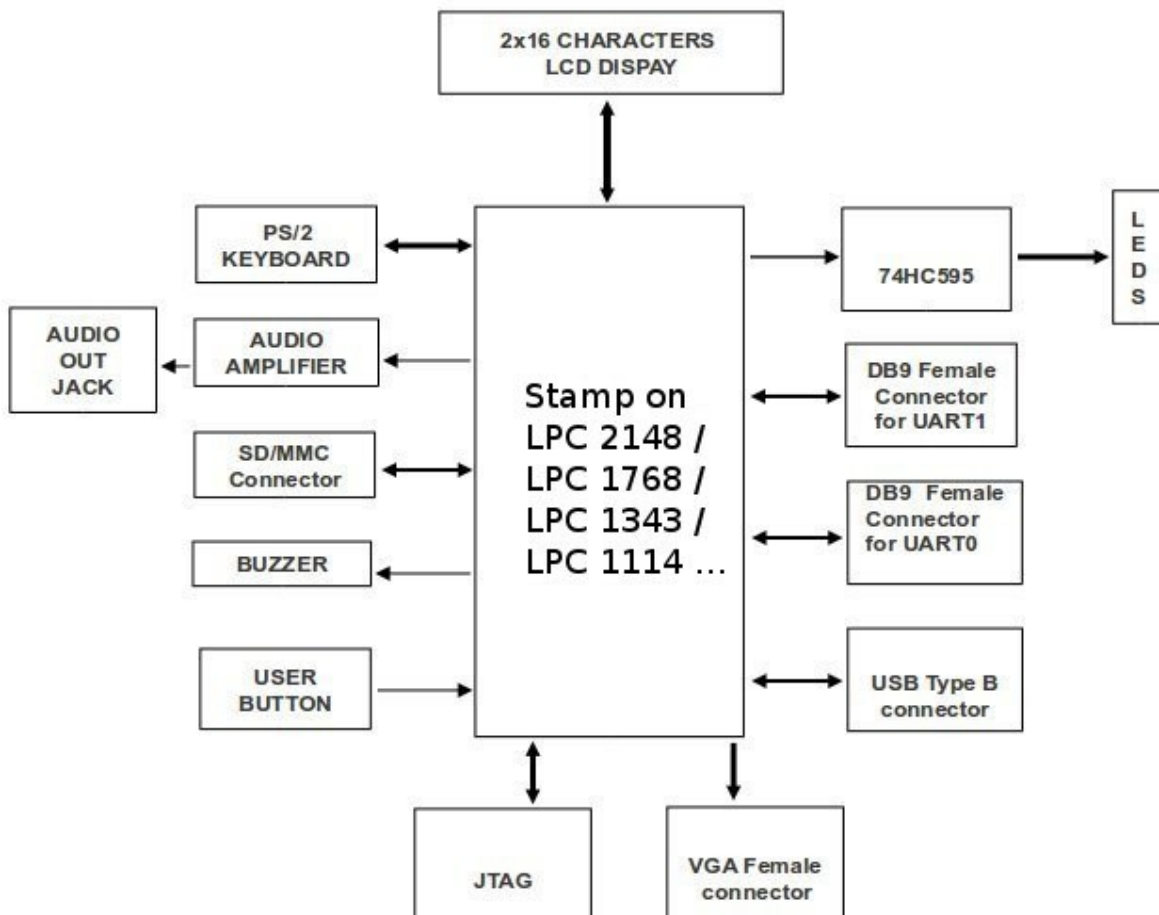 2x16 CHARACTERS
LCD DISPAY
PS/2
KEYBOARD
AUDIO
OUT
JACK
AUDIO
AMPLIFIER
SD/MMC
Connector
BUZZER
USER
BUTTON
Stamp on
LPC 2148 /
LPC 1768 /
LPC 1343 /
LPC 1114 ...
74HC595
L
E
D
S
DB9 Female
Connector
for UART1
DB9 Female
Connector
for UART0
USB Type B
connector
JTAG
VGA Female
connector